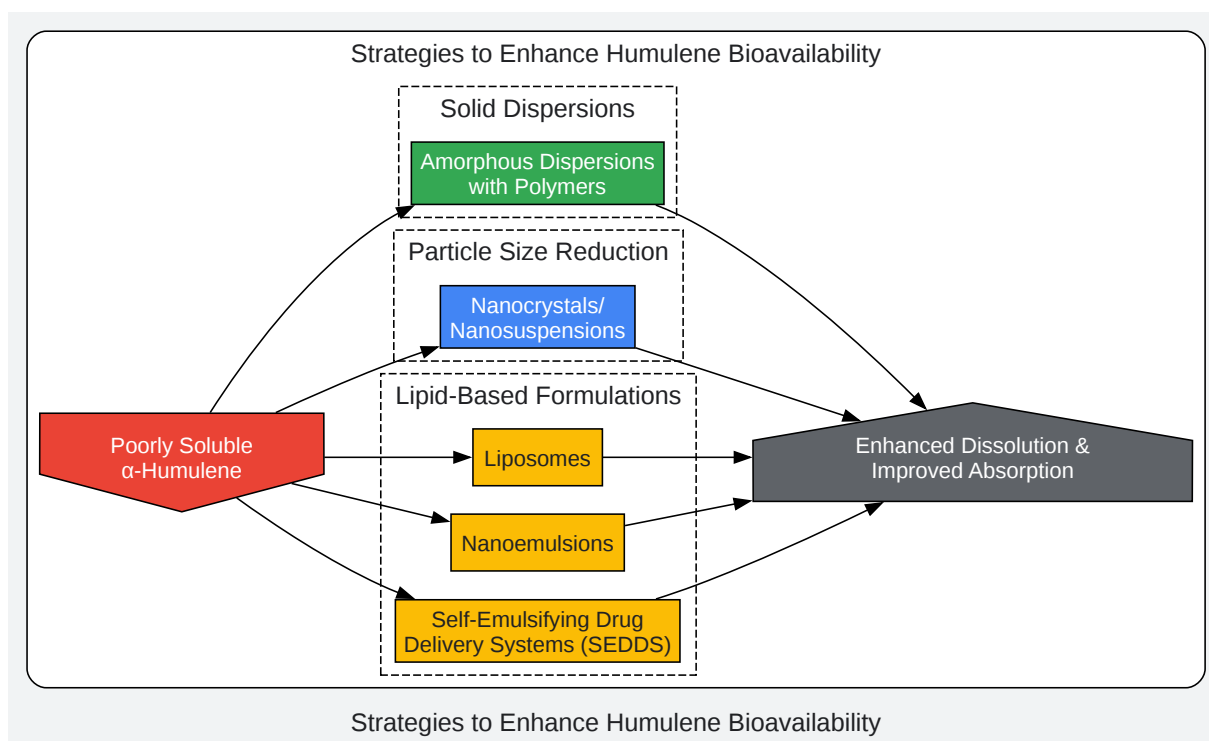 Strategies to Enhance Humulene Bioavailability
Solid Dispersions
Amorphous Dispersions
with Polymers
Particle Size Reduction
Nanocrystals/
Nanosuspensions
Lipid-Based Formulations
Poorly Soluble
α-Humulene
Liposomes
Enhanced Dissolution &
Improved Absorption
Nanoemulsions
Self-Emulsifying Drug
Delivery Systems (SEDDS)
Strategies to Enhance Humulene Bioavailability